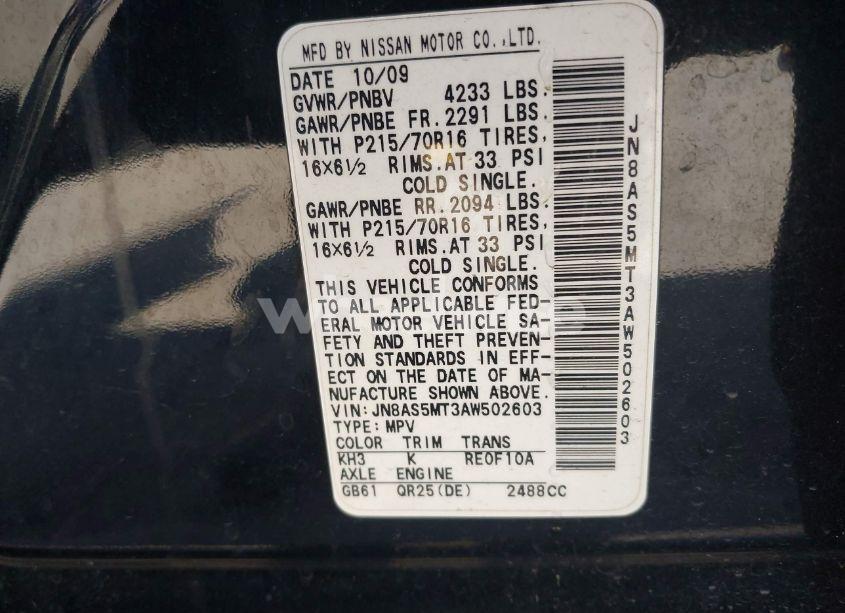 MFD BY NISSAN MOTOR CO.,LTD.
DATE 10/09
GVWR/PNBV 4233 LBS.
GAWR/PNBE FR.2291 LBS.
WITH P215/70R16 TIRES,
16X6½ RIMS.AT 33 PSI
COLD SINGLE.
GAWR/PNBE RR.2094 LBS.
WITH P215/70R16 TIRES,
16X6½ RIMS.AT 33 PSI
COLD SINGLE.
THIS VEHICLE CONFORMS
TO ALL APPLICABLE FED-
ERAL MOTOR VEHICLE SA-
FETY AND THEFT PREVEN-
TION STANDARDS IN EFF-
ECT ON THE DATE OF MA-
NUFACTURE SHOWN ABOVE.
VIN:JN8AS5MT3AW502603
TYPE:MPV
COLOR TRIM TRANS
KH3 K RE0F10A
AXLE ENGINE
GB61 QR25(DE) 2488CC
JN8AS5MT3AW502603